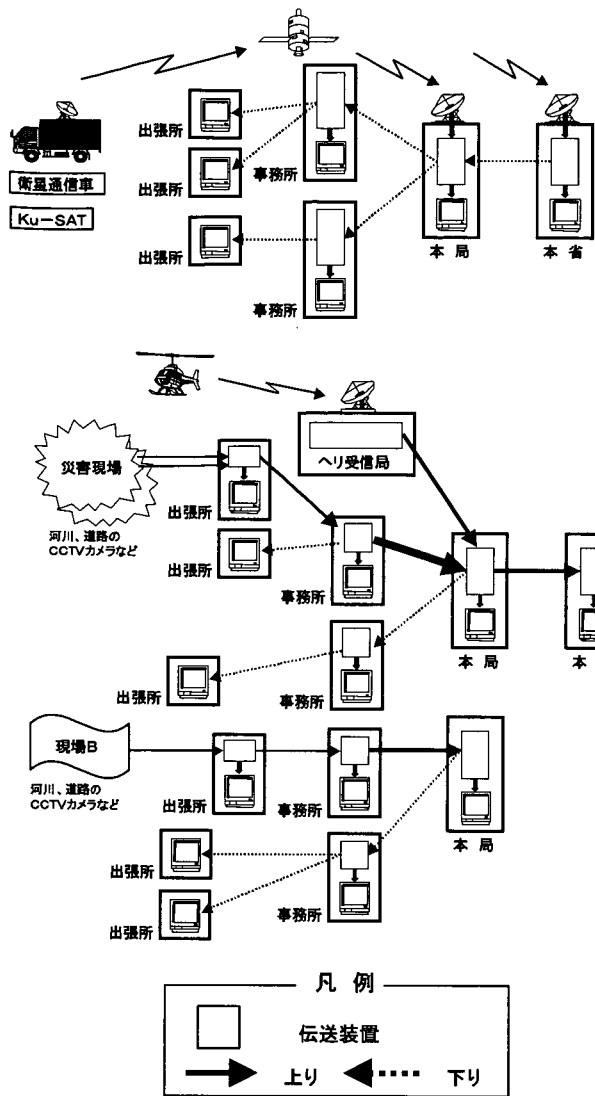 出張所
出張所
事務所
衛星通信車
Ku-SAT
出張所
事務所
本局
本省
ヘリ受信局
災害現場
出張所
河川、道路の
CCTVカメラなど
出張所
事務所
本局
本
出張所
事務所
現場B
河川、道路の
CCTVカメラなど
出張所
事務所
本局
出張所
出張所
事務所
凡例
伝送装置
上り
下り